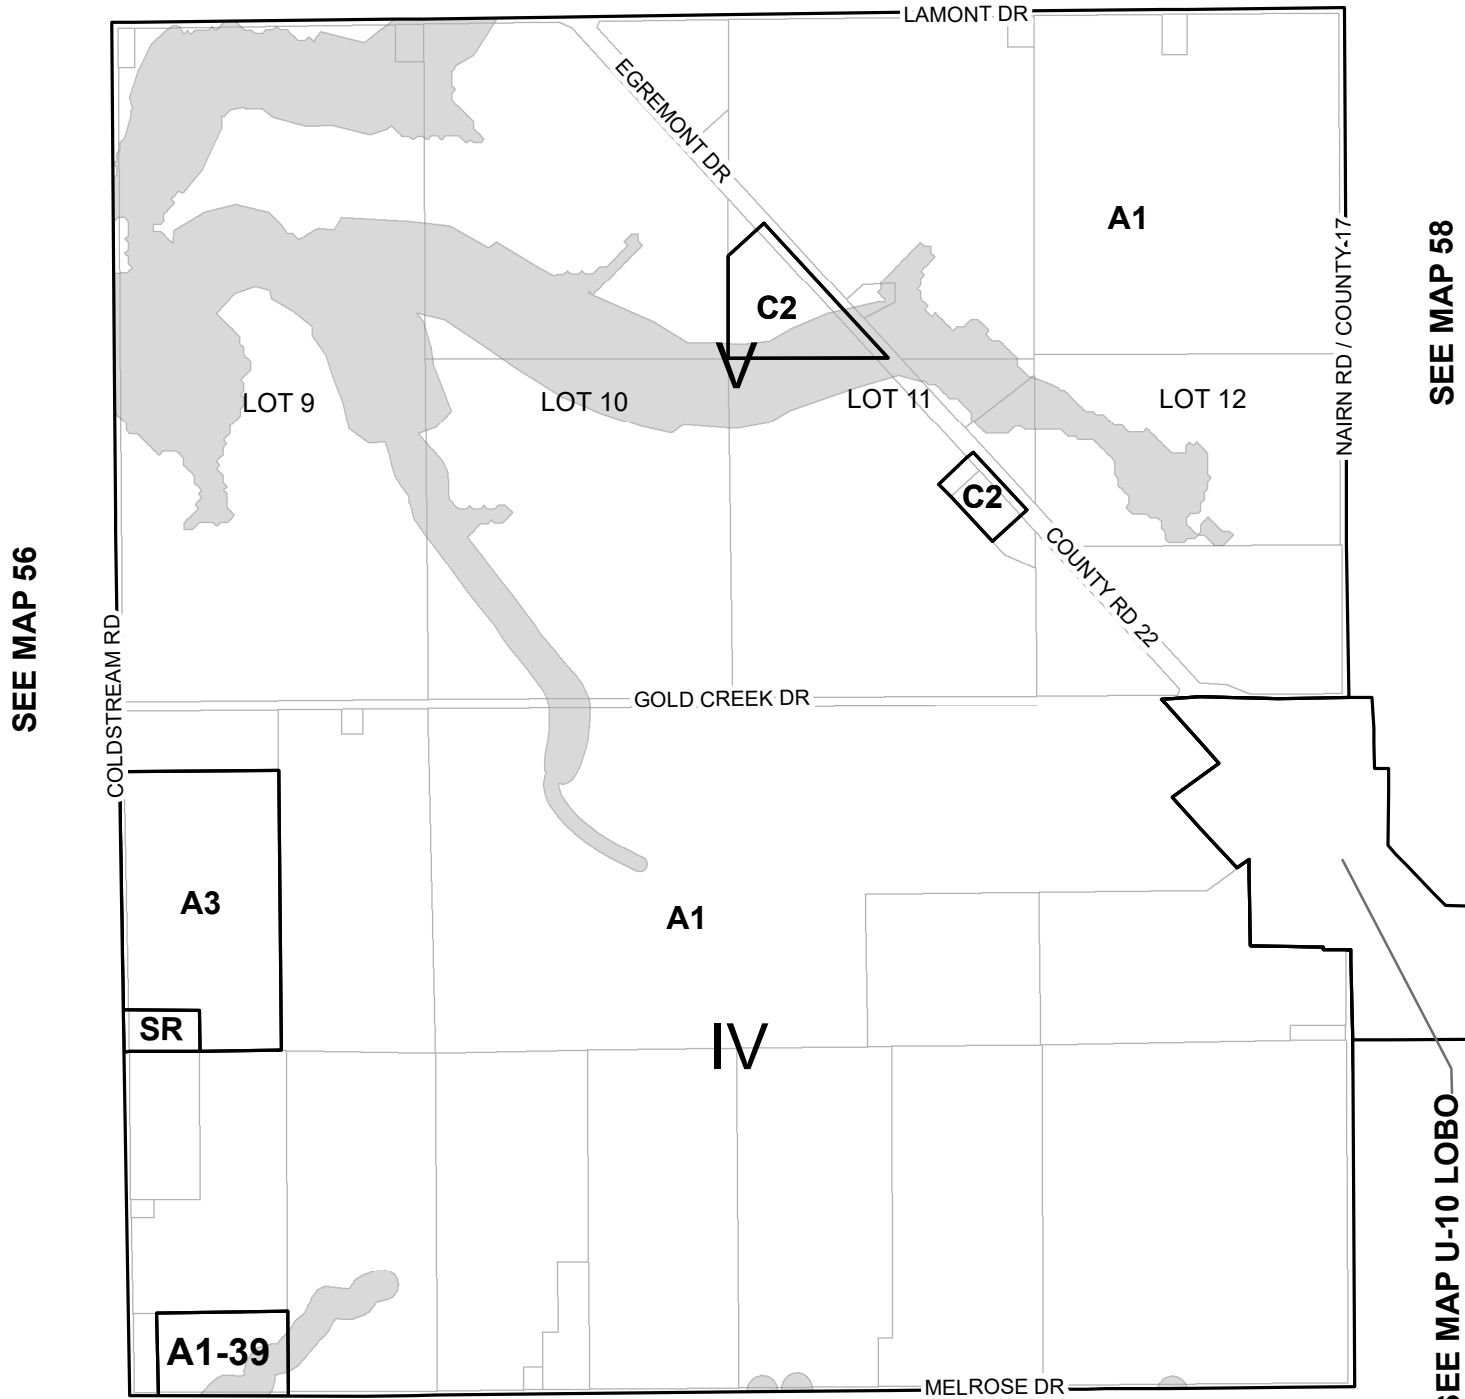 LAMONT DR
EGREMONT DR
A1
NAIRN RD / COUNTY-17
SEE MAP 58
C2
V
LOT 9
LOT 10
LOT 11
LOT 12
C2
COUNTY RD 22
SEE MAP 56
COLDSTREAM RD
GOLD CREEK DR
A3
A1
SR
IV
SEE MAP U-10 LOBO
A1-39
MELROSE DR